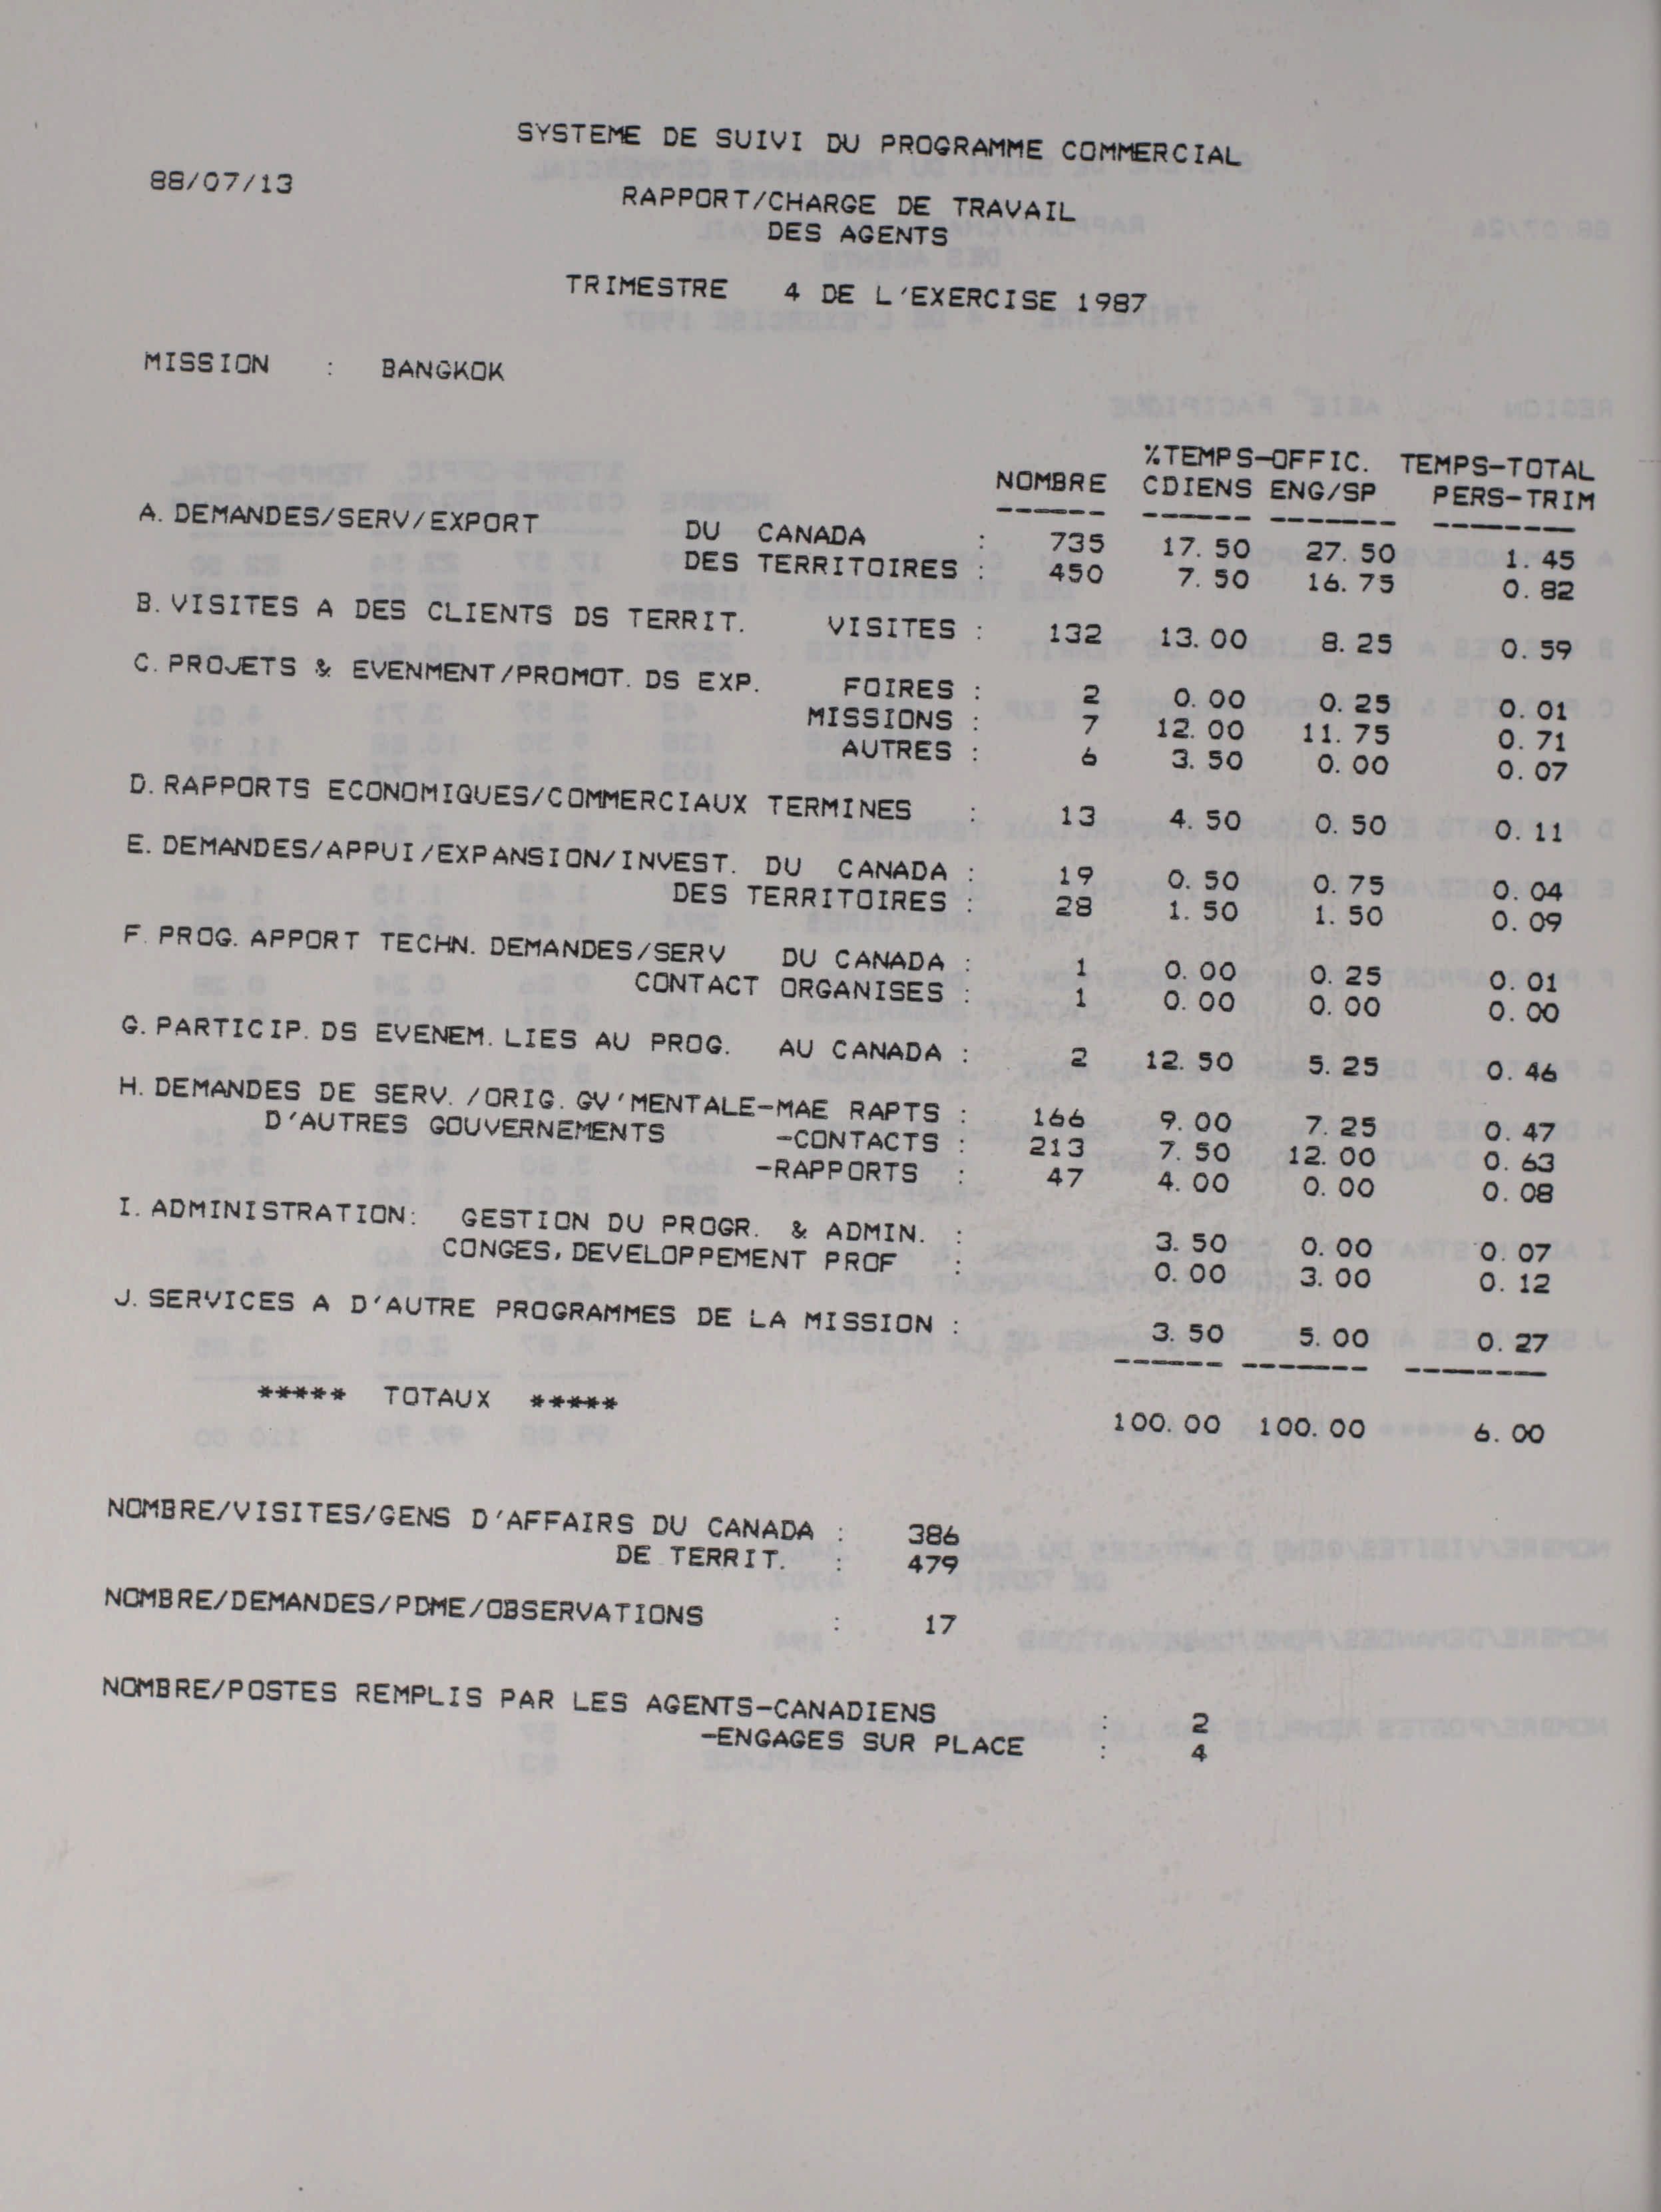 SYSTEME DE SUIVI DU PROGRAMME COMMERCIAL
88/07/13
RAPPORT/CHARGE DE TRAVAIL
DES AGENTS
TRIMESTRE 4 DE L'EXERCISE 1987
MISSION : BANGKOK
%TEMPS-OFFIC. TEMPS-TOTAL
NOMBRE CDIENS ENG/SP PERS-TRIM
------ ------ ------- --------
A. DEMANDES/SERV/EXPORT DU CANADA : 735 17.50 27.50 1.45
DES TERRITOIRES : 450 7.50 16.75 0.82
B. VISITES A DES CLIENTS DS TERRIT. VISITES : 132 13.00 8.25 0.59
C. PROJETS & EVENMENT/PROMOT. DS EXP. FOIRES : 2 0.00 0.25 0.01
MISSIONS : 7 12.00 11.75 0.71
AUTRES : 6 3.50 0.00 0.07
D. RAPPORTS ECONOMIQUES/COMMERCIAUX TERMINES : 13 4.50 0.50 0.11
E. DEMANDES/APPUI/EXPANSION/INVEST. DU CANADA : 19 0.50 0.75 0.04
DES TERRITOIRES : 28 1.50 1.50 0.09
F. PROG. APPORT TECHN. DEMANDES/SERV DU CANADA : 1 0.00 0.25 0.01
CONTACT ORGANISES : 1 0.00 0.00 0.00
G. PARTICIP. DS EVENEM. LIES AU PROG. AU CANADA : 2 12.50 5.25 0.46
H. DEMANDES DE SERV. /ORIG. GV'MENTALE-MAE RAPTS : 166 9.00 7.25 0.47
D'AUTRES GOUVERNEMENTS -CONTACTS : 213 7.50 12.00 0.63
-RAPPORTS : 47 4.00 0.00 0.08
I. ADMINISTRATION: GESTION DU PROGR. & ADMIN. : 3.50 0.00 0.07
CONGES, DEVELOPPEMENT PROF : 0.00 3.00 0.12
J. SERVICES A D'AUTRE PROGRAMMES DE LA MISSION : 3.50 5.00 0.27
------ ------- --------
***** TOTAUX ***** 100.00 100.00 6.00
NOMBRE/VISITES/GENS D'AFFAIRS DU CANADA : 386
DE TERRIT. : 479
NOMBRE/DEMANDES/PDME/OBSERVATIONS : 17
NOMBRE/POSTES REMPLIS PAR LES AGENTS-CANADIENS : 2
-ENGAGES SUR PLACE : 4